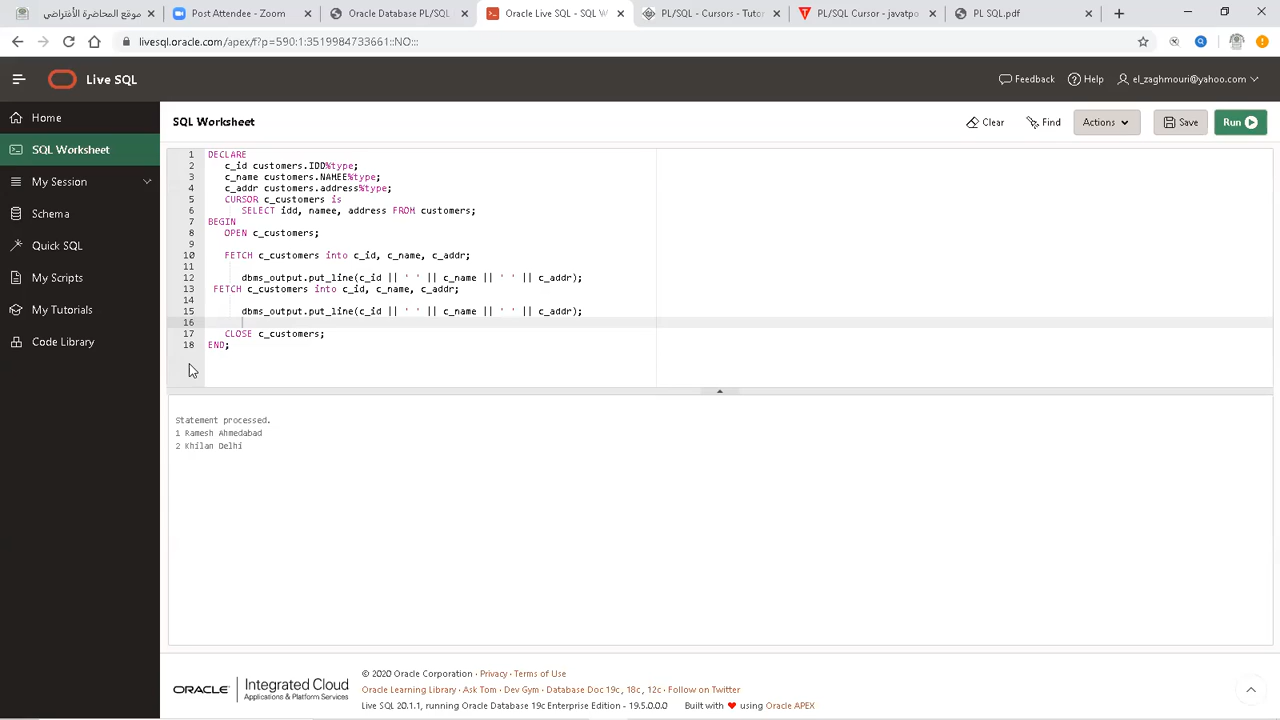 موقع المحاضرة الأفتراضي
Post Attendee - Zoom
Oracle Database PL/SQL
Oracle Live SQL - SQL W
PL/SQL - Cursors - Tutor
PL/SQL Cursor - javatp
PL SQL.pdf
livesql.oracle.com/apex/f?p=590:1:3519984733661::NO:::
Live SQL
Feedback
Help
el_zaghmouri@yahoo.com
Home
SQL Worksheet
My Session
Schema
Quick SQL
My Scripts
My Tutorials
Code Library
SQL Worksheet
Clear
Find
Actions
Save
Run
1 DECLARE
2 c_id customers.IDD%type;
3 c_name customers.NAMEE%type;
4 c_addr customers.address%type;
5 CURSOR c_customers is
6 SELECT idd, namee, address FROM customers;
7 BEGIN
8 OPEN c_customers;
9
10 FETCH c_customers into c_id, c_name, c_addr;
11
12 dbms_output.put_line(c_id || ' ' || c_name || ' ' || c_addr);
13 FETCH c_customers into c_id, c_name, c_addr;
14
15 dbms_output.put_line(c_id || ' ' || c_name || ' ' || c_addr);
16
17 CLOSE c_customers;
18 END;
Statement processed.
1 Ramesh Ahmedabad
2 Khilan Delhi
ORACLE
Integrated Cloud
Applications & Platform Services
© 2020 Oracle Corporation · Privacy · Terms of Use
Oracle Learning Library · Ask Tom · Dev Gym · Database Doc 19c, 18c, 12c · Follow on Twitter
Live SQL 20.1.1, running Oracle Database 19c Enterprise Edition - 19.5.0.0.0 Built with ❤ using Oracle APEX